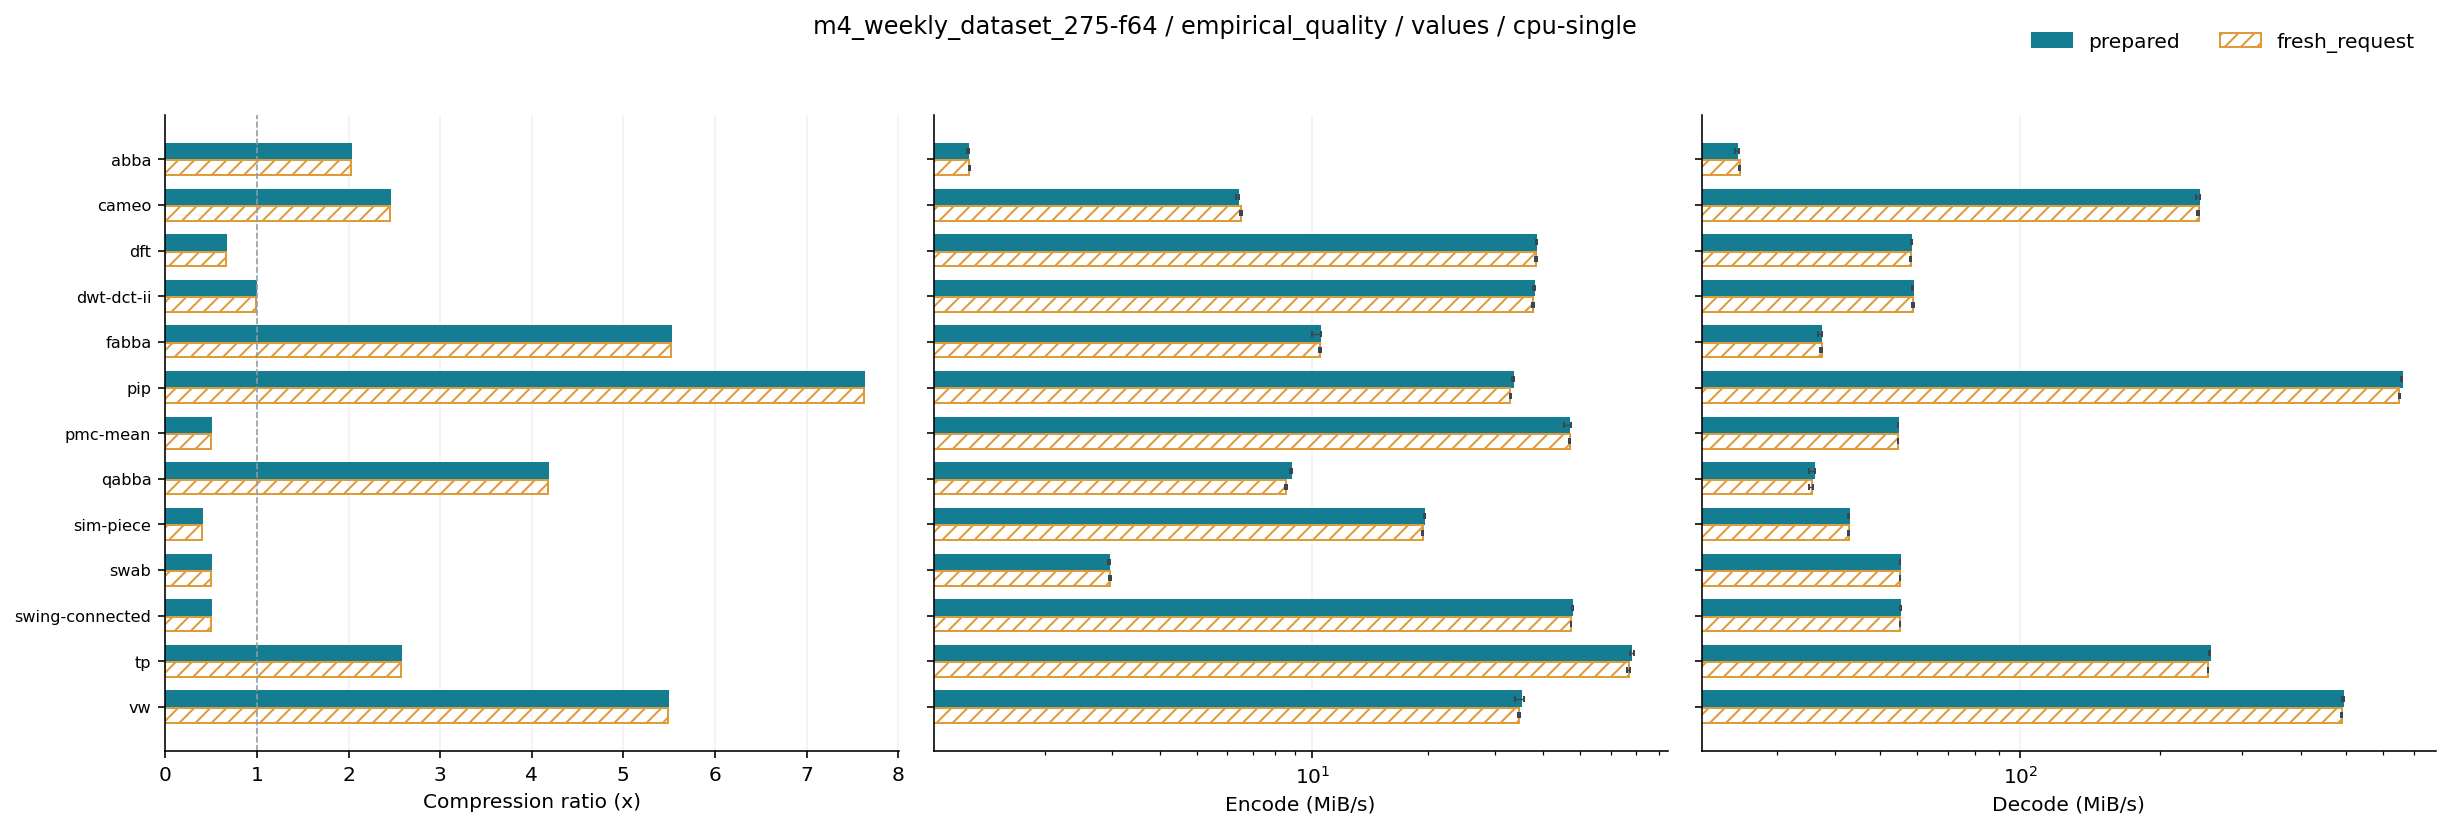 m4_weekly_dataset_275-f64 / empirical_quality / values / cpu-single
prepared
fresh_request
abba
cameo
dft
dwt-dct-ii
fabba
pip
pmc-mean
qabba
sim-piece
swab
swing-connected
tp
vw
0 1 2 3 4 5 6 7 8
Compression ratio (x)
10¹
Encode (MiB/s)
10²
Decode (MiB/s)